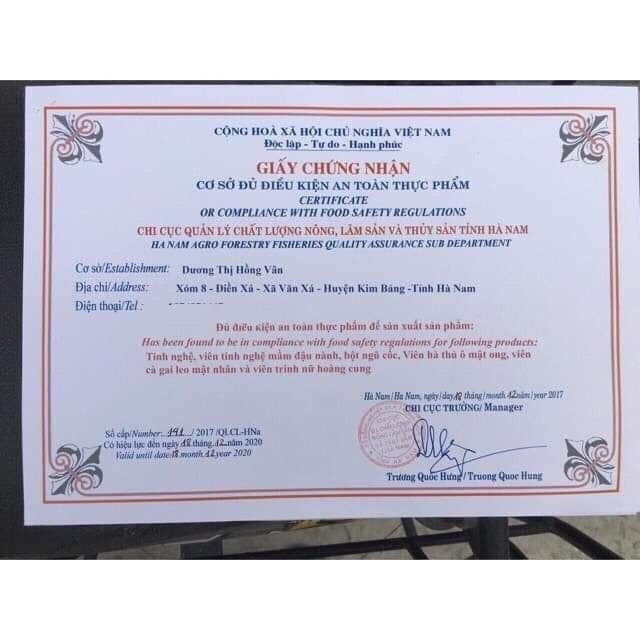 CỘNG HOÀ XÃ HỘI CHỦ NGHĨA VIỆT NAM
Độc lập - Tự do - Hạnh phúc
GIẤY CHỨNG NHẬN
CƠ SỞ ĐỦ ĐIỀU KIỆN AN TOÀN THỰC PHẨM
CERTIFICATE
OR COMPLIANCE WITH FOOD SAFETY REGULATIONS
CHI CỤC QUẢN LÝ CHẤT LƯỢNG NÔNG, LÂM SẢN VÀ THỦY SẢN TỈNH HÀ NAM
HA NAM AGRO FORESTRY FISHERIES QUALITY ASSURANCE SUB DEPARTMENT
Cơ sở/Establishment: Dương Thị Hồng Vân
Địa chỉ/Address: Xóm 8 - Điền Xá - Xã Văn Xá - Huyện Kim Bảng -Tỉnh Hà Nam
Điện thoại/Tel :
Đủ điều kiện an toàn thực phẩm để sản xuất sản phẩm:
Has been found to be in compliance with food safety regulations for following products:
Tinh nghệ, viên tinh nghệ mầm đậu nành, bột ngũ cốc, Viên hà thủ ô mật ong, viên
cà gai leo mật nhân và viên trinh nữ hoàng cung
Hà Nam/Ha Nam, ngày/day 18 tháng/month 12 năm/year 2017
CHI CỤC TRƯỞNG/ Manager
Số cấp/Number: 191 / 2017 /QLCL-HNa
Có hiệu lực đến ngày 18 tháng 12 năm 2020
Valid until date 18 month 12 year 2020
Trương Quốc Hưng / Truong Quoc Hung